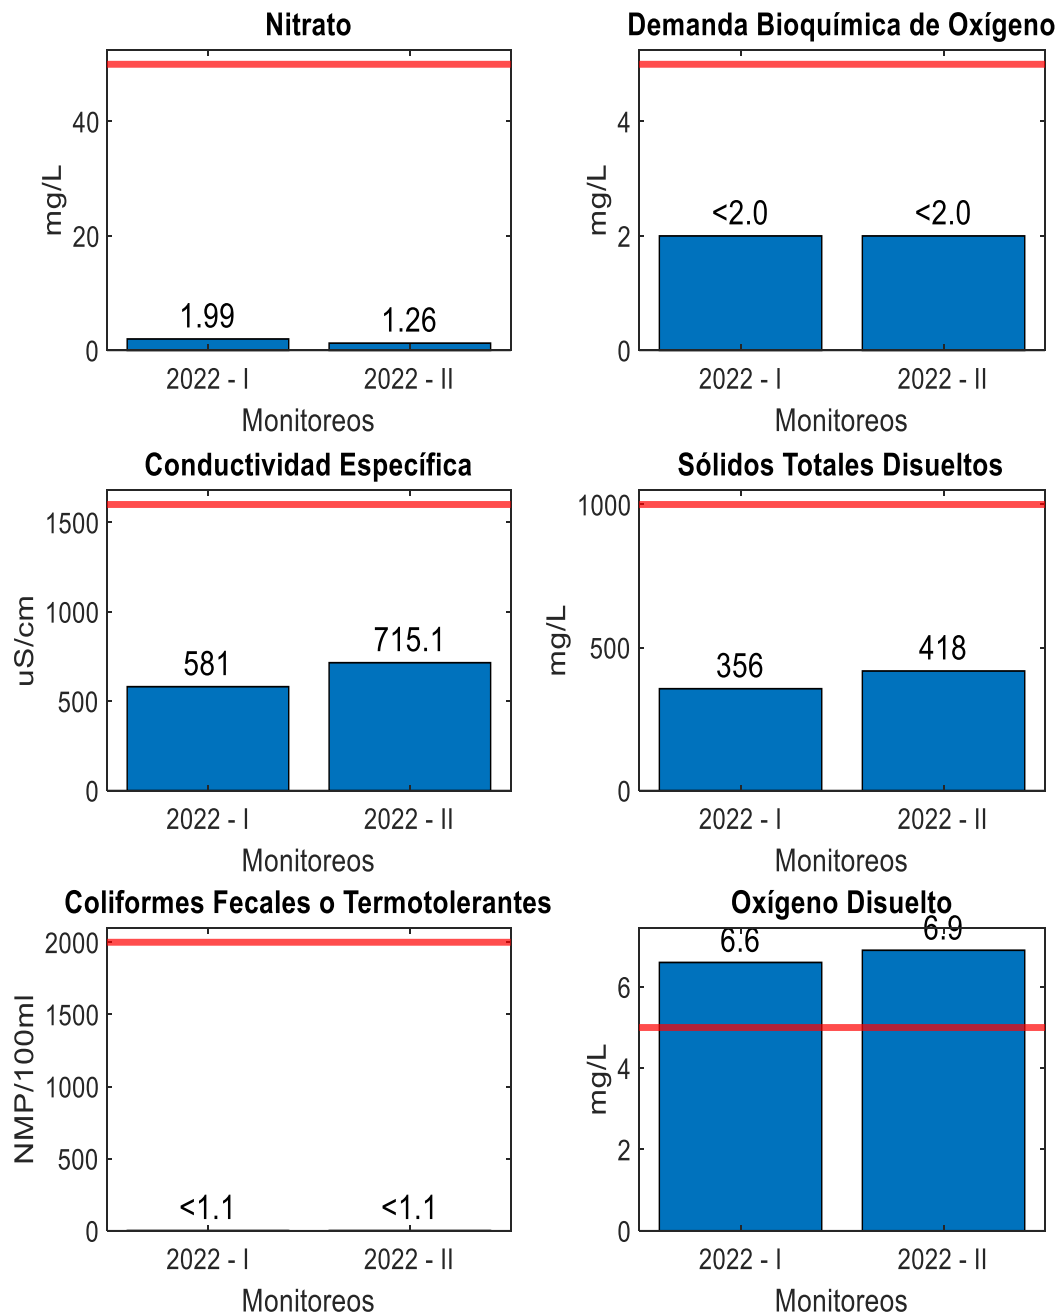 Nitrato
mg/L
40
20
0
1.99
1.26
2022 - I
2022 - II
Monitoreos
Demanda Bioquímica de Oxígeno
mg/L
4
2
0
<2.0
<2.0
2022 - I
2022 - II
Monitoreos
Conductividad Específica
uS/cm
1500
1000
500
0
581
715.1
2022 - I
2022 - II
Monitoreos
Sólidos Totales Disueltos
mg/L
1000
500
0
356
418
2022 - I
2022 - II
Monitoreos
Coliformes Fecales o Termotolerantes
NMP/100ml
2000
1500
1000
500
0
<1.1
<1.1
2022 - I
2022 - II
Monitoreos
Oxígeno Disuelto
mg/L
6
4
2
0
6.6
6.9
2022 - I
2022 - II
Monitoreos